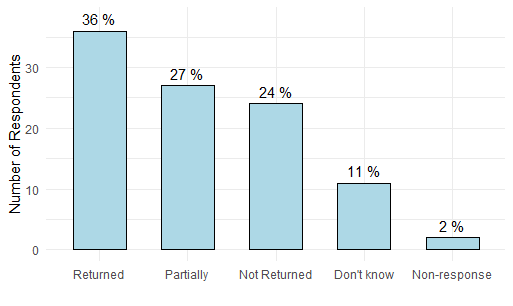 36 %
27 %
24 %
11 %
2 %
Number of Respondents
30
20
10
0
Returned
Partially
Not Returned
Don't know
Non-response